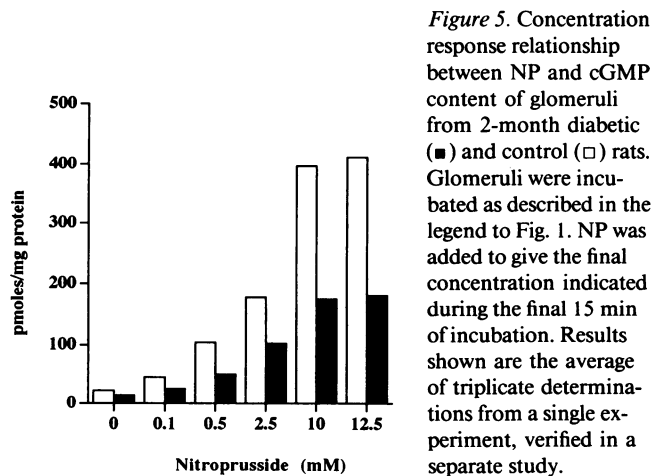 Figure 5. Concentration
response relationship
between NP and cGMP
content of glomeruli
from 2-month diabetic
(■) and control (□) rats.
Glomeruli were incu-
bated as described in the
legend to Fig. 1. NP was
added to give the final
concentration indicated
during the final 15 min
of incubation. Results
shown are the average
of triplicate determina-
tions from a single ex-
periment, verified in a
separate study.
pmoles/mg protein
500
400
300
200
100
0
0 0.1 0.5 2.5 10 12.5
Nitroprusside (mM)